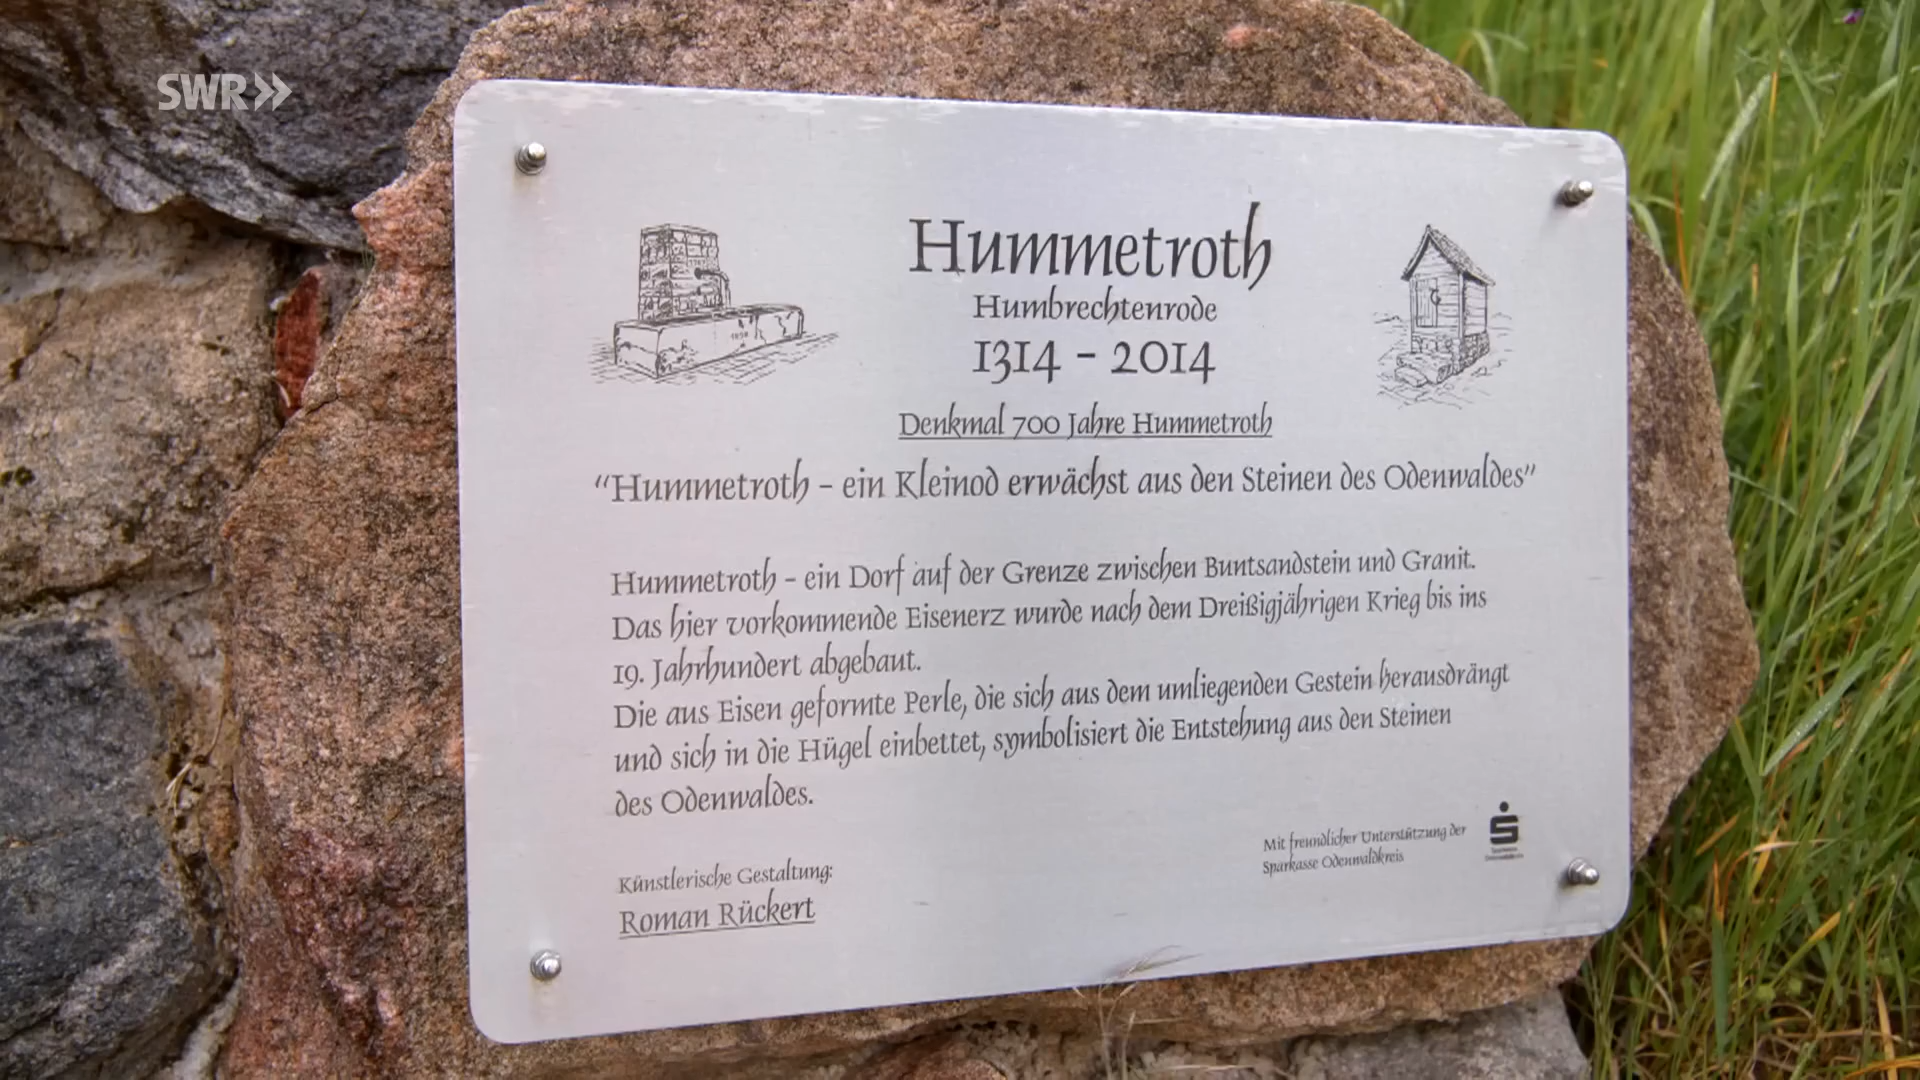 SWR»
Hummetroth
Humbrechtenrode
1314 - 2014
Denkmal 700 Jahre Hummetroth
"Hummetroth - ein Kleinod erwächst aus den Steinen des Odenwaldes"
Hummetroth - ein Dorf auf der Grenze zwischen Buntsandstein und Granit.
Das hier vorkommende Eisenerz wurde nach dem Dreißigjährigen Krieg bis ins
19. Jahrhundert abgebaut.
Die aus Eisen geformte Perle, die sich aus dem umliegenden Gestein herausdrängt
und sich in die Hügel einbettet, symbolisiert die Entstehung aus den Steinen
des Odenwaldes.
Künstlerische Gestaltung:
Roman Rückert
Mit freundlicher Unterstützung der
Sparkasse Odenwaldkreis